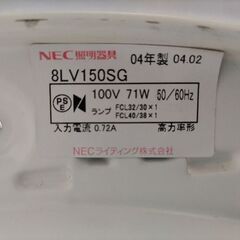 NEC照明器具 04年製 04.02
8LV150SG
PS E N 100V 71W 50/60Hz
ランプ FCL32/30×1
FCL40/38×1
入力電流 0.72A 高力率形
NECライティング株式会社